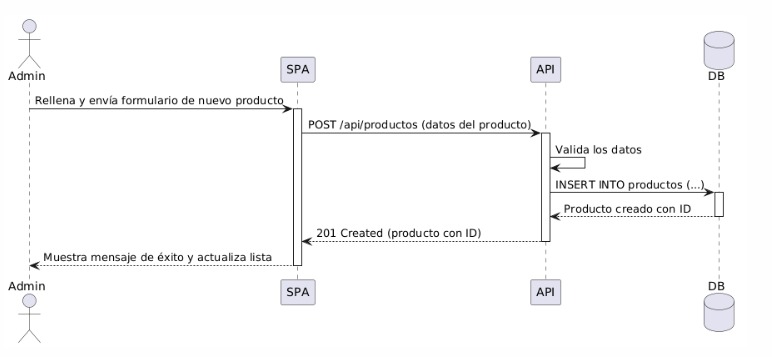 Admin
SPA
API
DB
Rellena y envía formulario de nuevo producto
POST /api/productos (datos del producto)
Valida los datos
INSERT INTO productos (...)
Producto creado con ID
201 Created (producto con ID)
Muestra mensaje de éxito y actualiza lista
Admin
SPA
API
DB